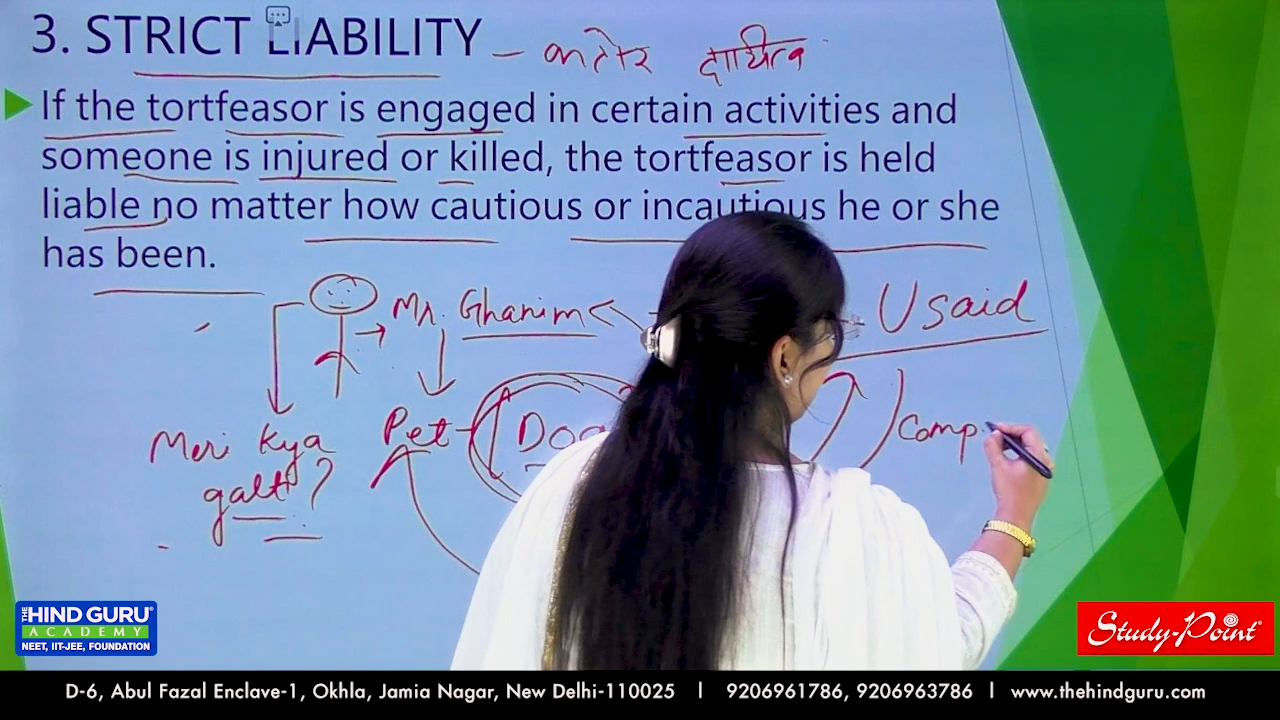 3. STRICT LIABILITY – कठोर दायित्व
If the tortfeasor is engaged in certain activities and
someone is injured or killed, the tortfeasor is held
liable no matter how cautious or incautious he or she
has been.
Mr. Ghanim
Usaid
Meri Kya
galti?
Pet
Dog
Comp
THE HIND GURU®
ACADEMY
NEET, IIT-JEE, FOUNDATION
Study-Point®
D-6, Abul Fazal Enclave-1, Okhla, Jamia Nagar, New Delhi-110025 | 9206961786, 9206963786 | www.thehindguru.com